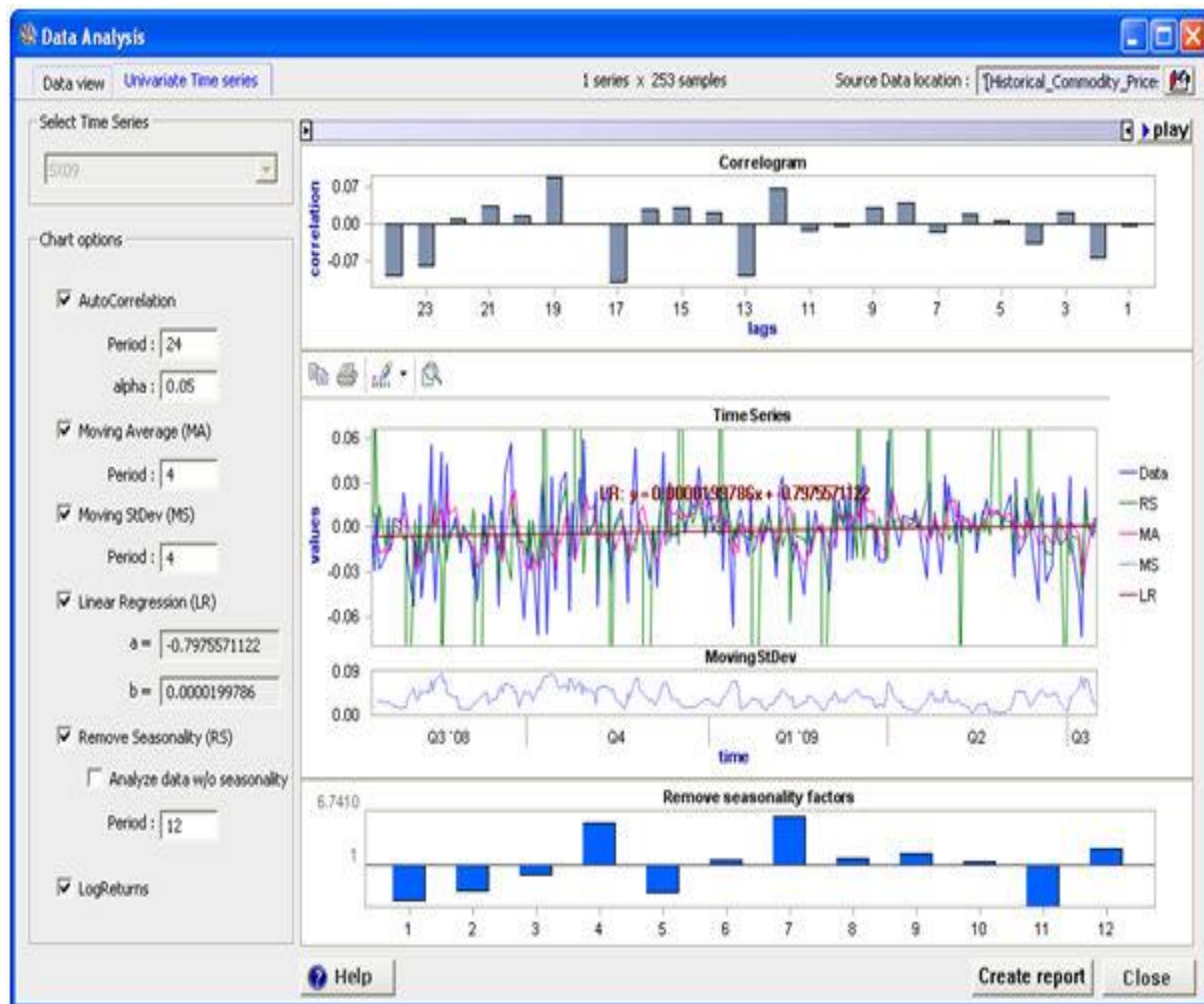 Data Analysis
Data view
Univariate Time series
1 series x 253 samples
Source Data location :
'[Historical_Commodity_Price
Select Time Series
SX09
play
Chart options
AutoCorrelation
Period : 24
alpha : 0.05
Moving Average (MA)
Period : 4
Moving StDev (MS)
Period : 4
Linear Regression (LR)
a = -0.7975571122
b = 0.0000199786
Remove Seasonality (RS)
Analyze data w/o seasonality
Period : 12
LogReturns
Correlogram
correlation
0.07
0.00
-0.07
23 21 19 17 15 13 11 9 7 5 3 1
lags
TimeSeries
values
0.06
0.03
0.00
-0.03
-0.06
LR: y = 0.0000199786x + -0.7975571122
Data
RS
MA
MS
LR
MovingStDev
0.09
0.00
Q3 '08 Q4 Q1 '09 Q2 Q3
time
Remove seasonality factors
6.7410
1
1 2 3 4 5 6 7 8 9 10 11 12
Help
Create report
Close